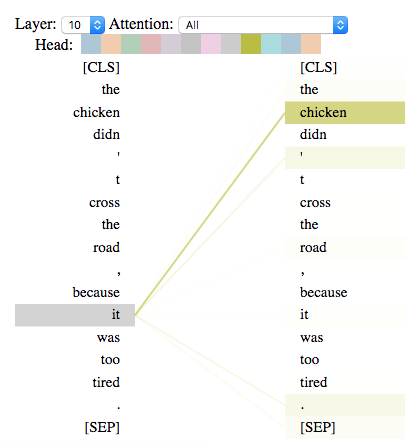 Layer: 10 Attention: All
Head:
[CLS] [CLS]
the the
chicken chicken
didn didn
' '
t t
cross cross
the the
road road
, ,
because because
it it
was was
too too
tired tired
. .
[SEP] [SEP]